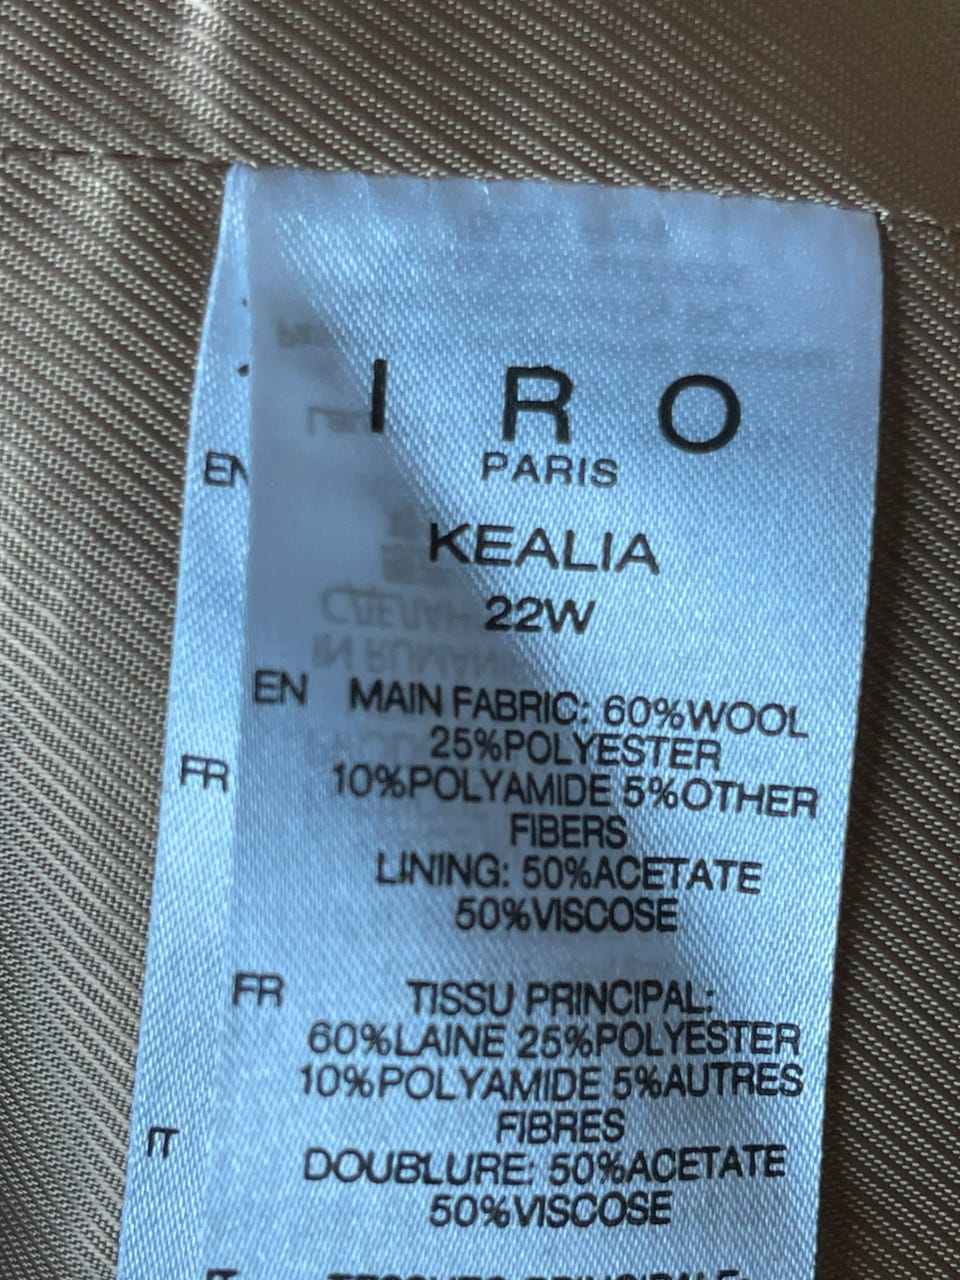 I R O
PARIS
KEALIA
22W
EN MAIN FABRIC: 60%WOOL
25%POLYESTER
10%POLYAMIDE 5%OTHER
FIBERS
LINING: 50%ACETATE
50%VISCOSE
FR TISSU PRINCIPAL:
60%LAINE 25%POLYESTER
10%POLYAMIDE 5%AUTRES
FIBRES
DOUBLURE: 50%ACETATE
50%VISCOSE
EN
FR
IT